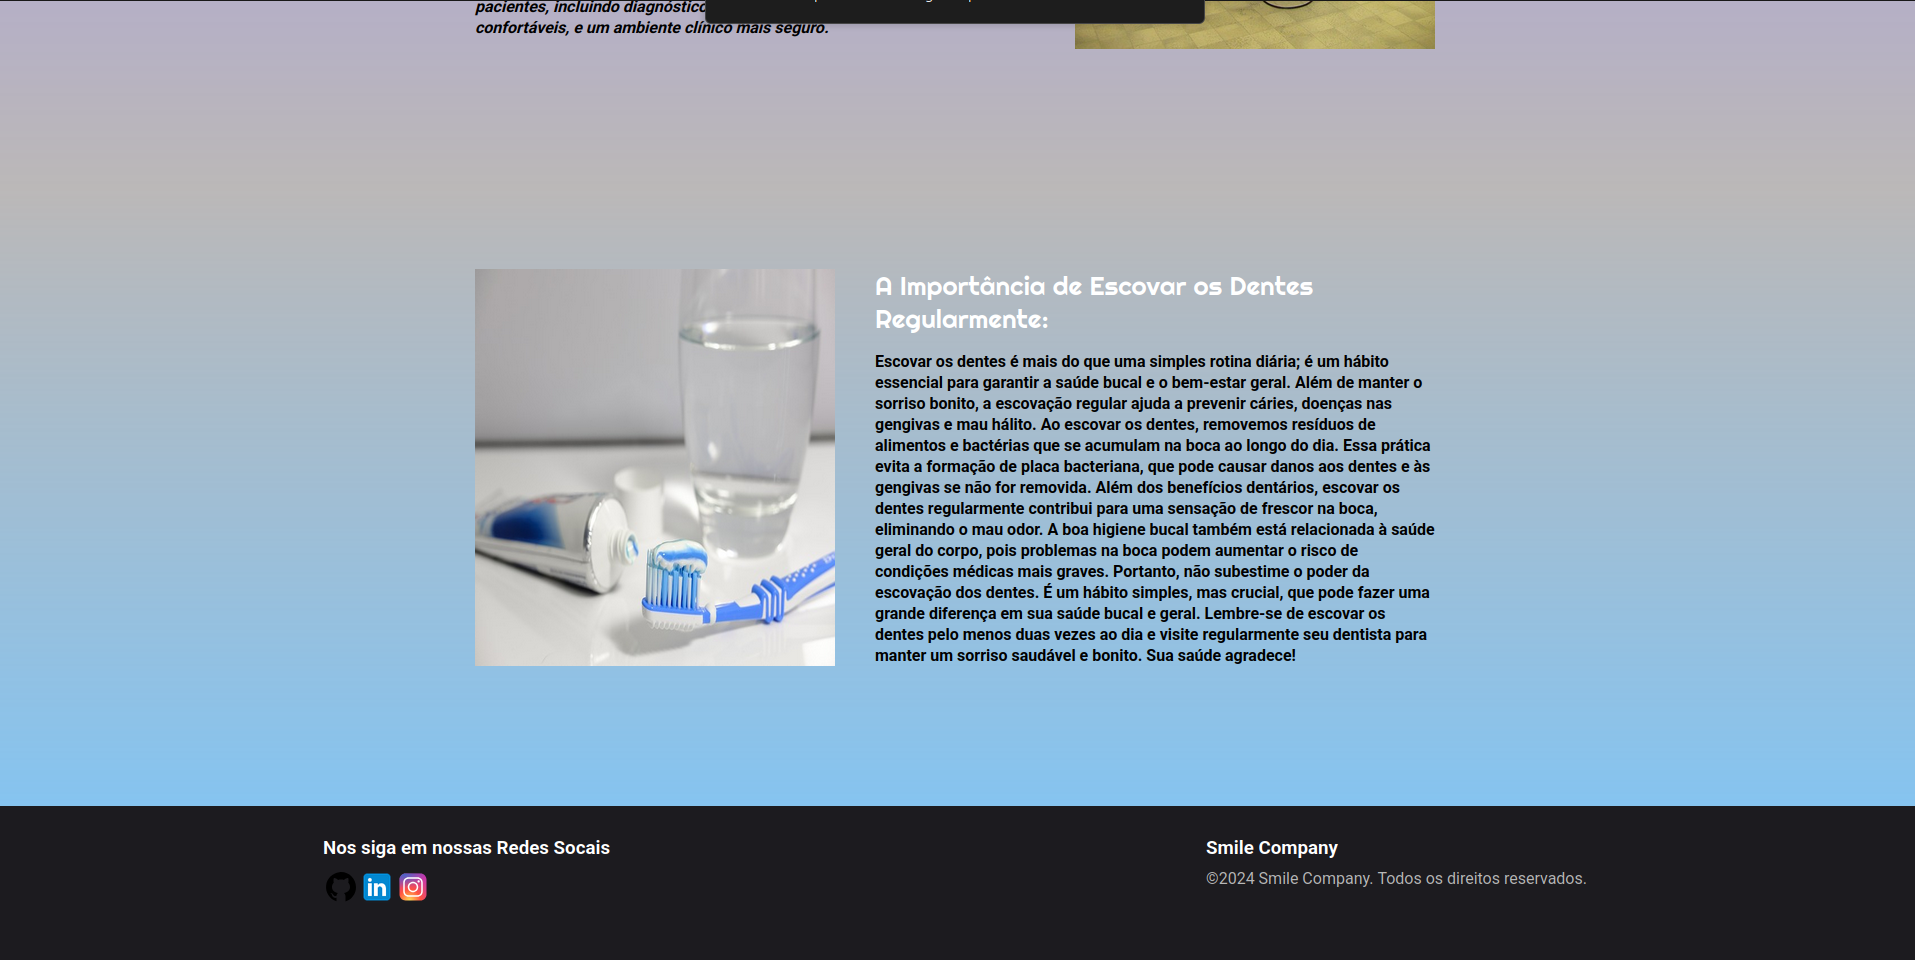 pacientes, incluindo diagnóstico
confortáveis, e um ambiente clínico mais seguro.
A Importância de Escovar os Dentes
Regularmente:
Escovar os dentes é mais do que uma simples rotina diária; é um hábito
essencial para garantir a saúde bucal e o bem-estar geral. Além de manter o
sorriso bonito, a escovação regular ajuda a prevenir cáries, doenças nas
gengivas e mau hálito. Ao escovar os dentes, removemos resíduos de
alimentos e bactérias que se acumulam na boca ao longo do dia. Essa prática
evita a formação de placa bacteriana, que pode causar danos aos dentes e às
gengivas se não for removida. Além dos benefícios dentários, escovar os
dentes regularmente contribui para uma sensação de frescor na boca,
eliminando o mau odor. A boa higiene bucal também está relacionada à saúde
geral do corpo, pois problemas na boca podem aumentar o risco de
condições médicas mais graves. Portanto, não subestime o poder da
escovação dos dentes. É um hábito simples, mas crucial, que pode fazer uma
grande diferença em sua saúde bucal e geral. Lembre-se de escovar os
dentes pelo menos duas vezes ao dia e visite regularmente seu dentista para
manter um sorriso saudável e bonito. Sua saúde agradece!
Nos siga em nossas Redes Socais
in
Smile Company
©2024 Smile Company. Todos os direitos reservados.